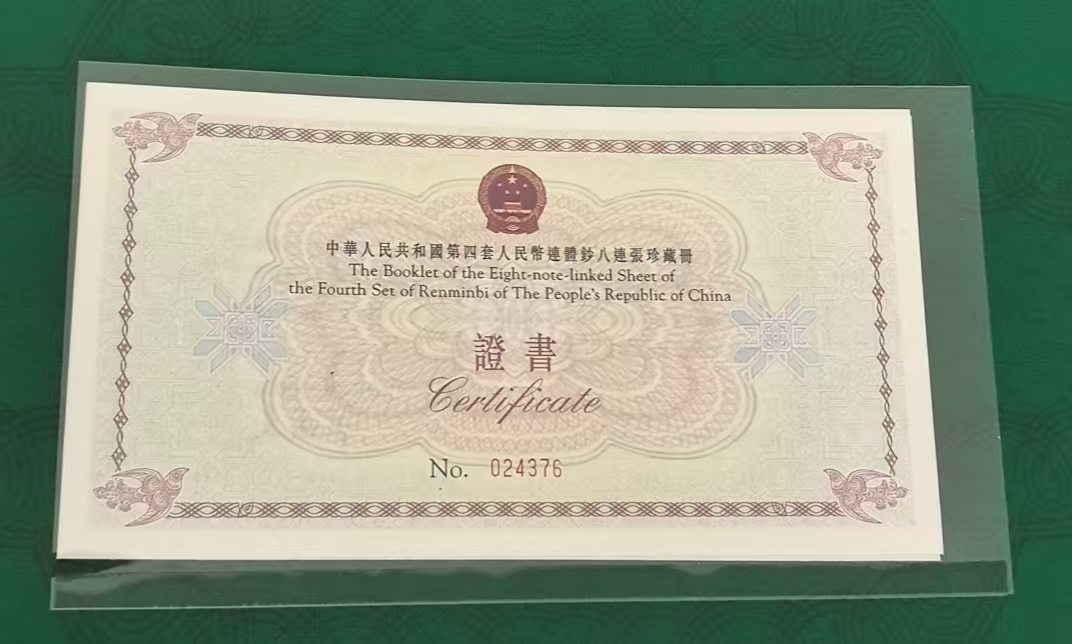 中華人民共和國第四套人民幣連體鈔八連張珍藏冊
The Booklet of the Eight-note-linked Sheet of
the Fourth Set of Renminbi of The People's Republic of China
證書
Certificate
No. 024376